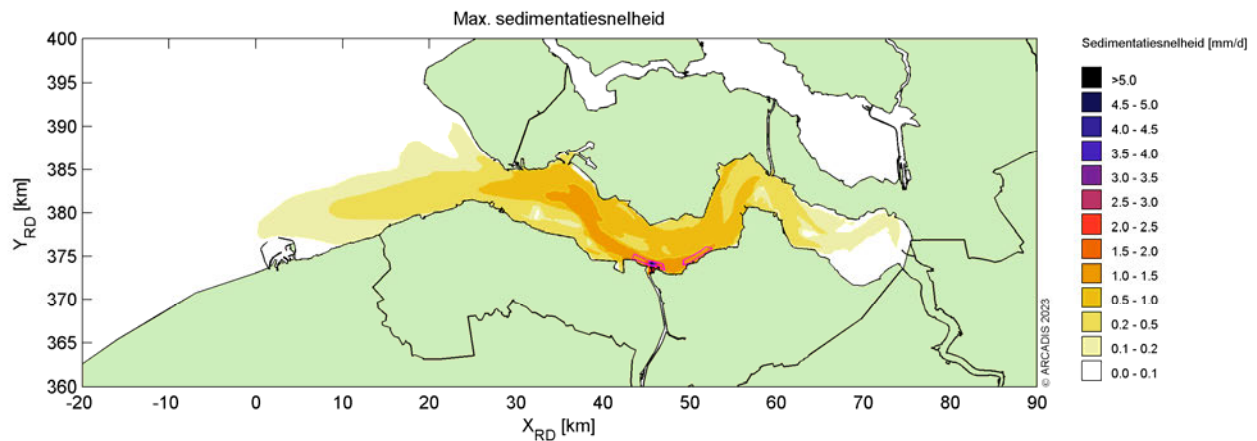 Max. sedimentatiesnelheid
400
395
390
385
380
375
370
365
360
Y_RD [km]
-20 -10 0 10 20 30 40 50 60 70 80 90
X_RD [km]
© ARCADIS 2023
Sedimentatiesnelheid [mm/d]
>5.0
4.5 - 5.0
4.0 - 4.5
3.5 - 4.0
3.0 - 3.5
2.5 - 3.0
2.0 - 2.5
1.5 - 2.0
1.0 - 1.5
0.5 - 1.0
0.2 - 0.5
0.1 - 0.2
0.0 - 0.1